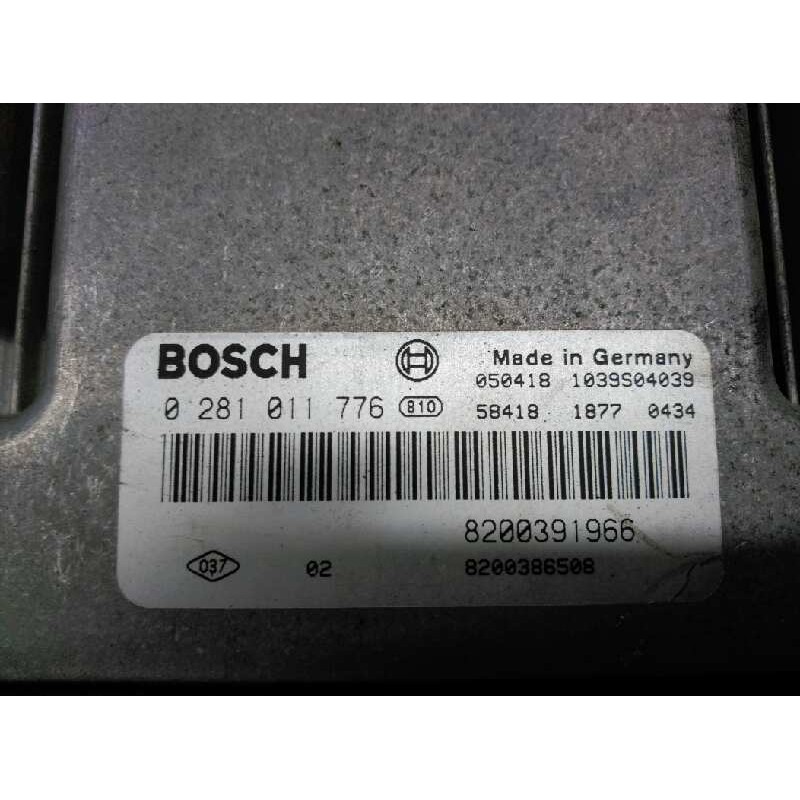 BOSCH
Made in Germany
050418 1039S04039
0 281 011 776 810
58418 1877 0434
8200391966
037 02 8200386508